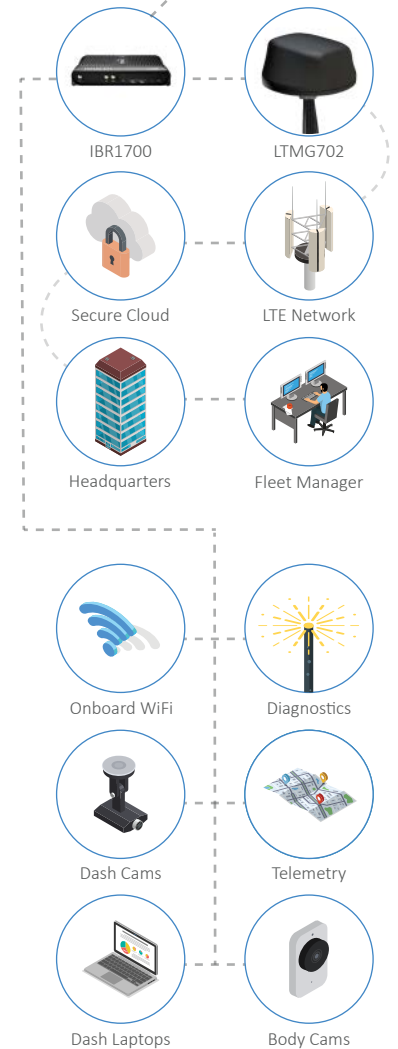 IBR1700
LTMG702
Secure Cloud
LTE Network
Headquarters
Fleet Manager
Onboard WiFi
Diagnostics
Dash Cams
Telemetry
Dash Laptops
Body Cams